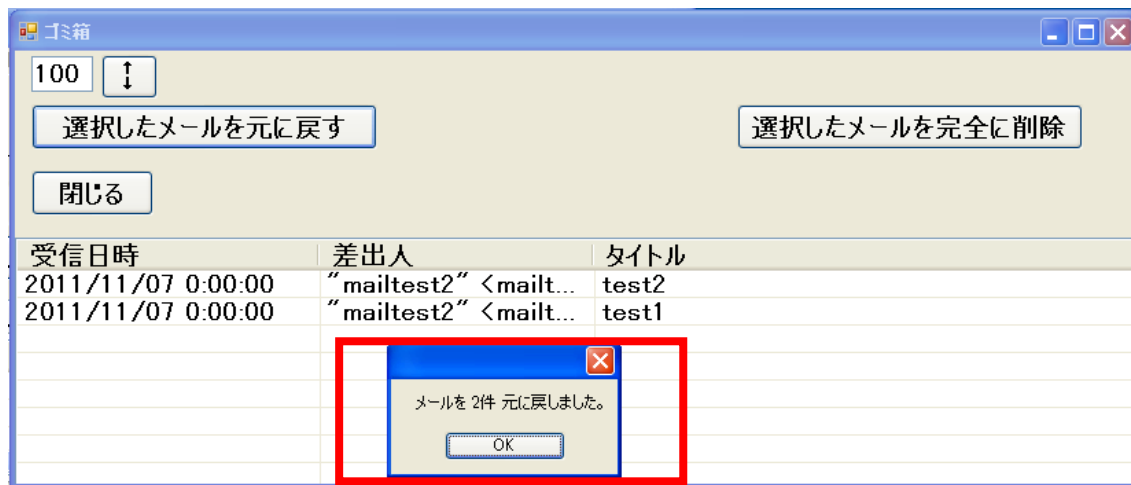 ゴミ箱
100
選択したメールを元に戻す 選択したメールを完全に削除
閉じる
受信日時 差出人 タイトル
2011/11/07 0:00:00 "mailtest2" <mailt... test2
2011/11/07 0:00:00 "mailtest2" <mailt... test1
メールを 2件 元に戻しました。
OK